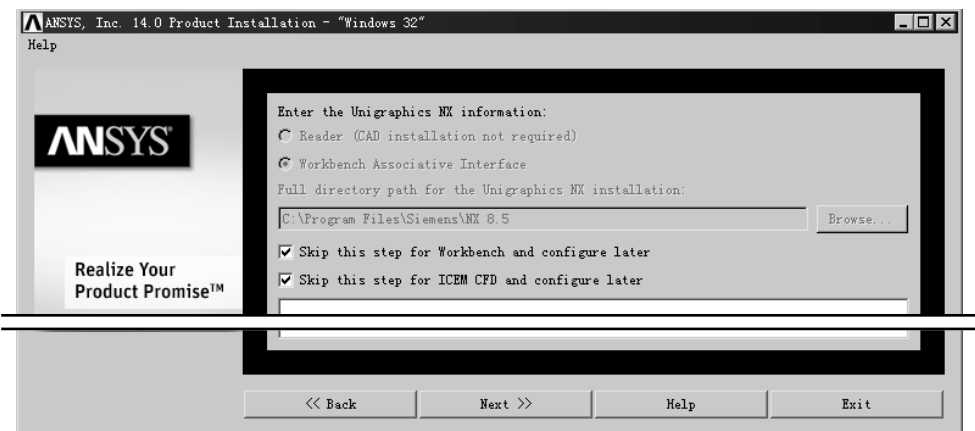 ANSYS, Inc. 14.0 Product Installation - "Windows 32"
Help
ANSYS®
Realize Your
Product Promise™
Enter the Unigraphics NX information:
Reader (CAD installation not required)
Workbench Associative Interface
Full directory path for the Unigraphics NX installation:
C:\Program Files\Siemens\NX 8.5
Browse...
Skip this step for Workbench and configure later
Skip this step for ICEM CFD and configure later
<< Back
Next >>
Help
Exit